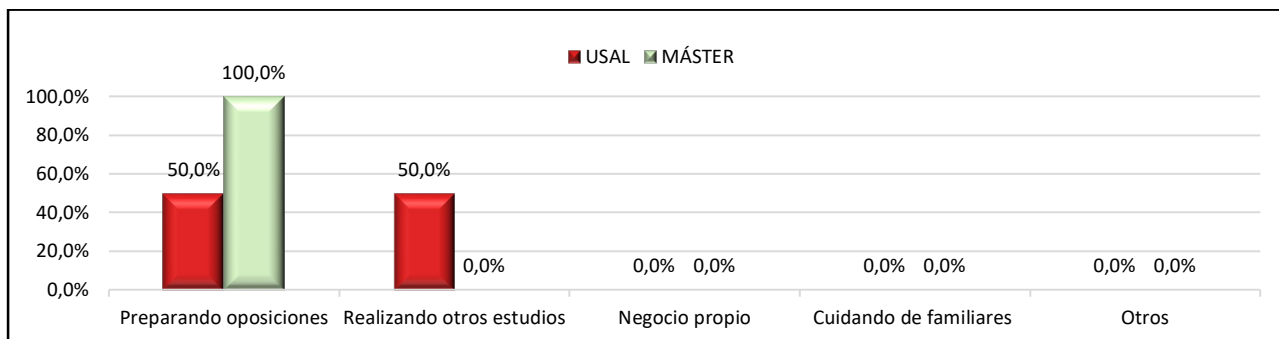 USAL MÁSTER
100,0%
100,0%
80,0%
60,0%
50,0% 50,0%
40,0%
20,0%
0,0% 0,0% 0,0% 0,0% 0,0% 0,0% 0,0%
0,0%
Preparando oposiciones Realizando otros estudios Negocio propio Cuidando de familiares Otros